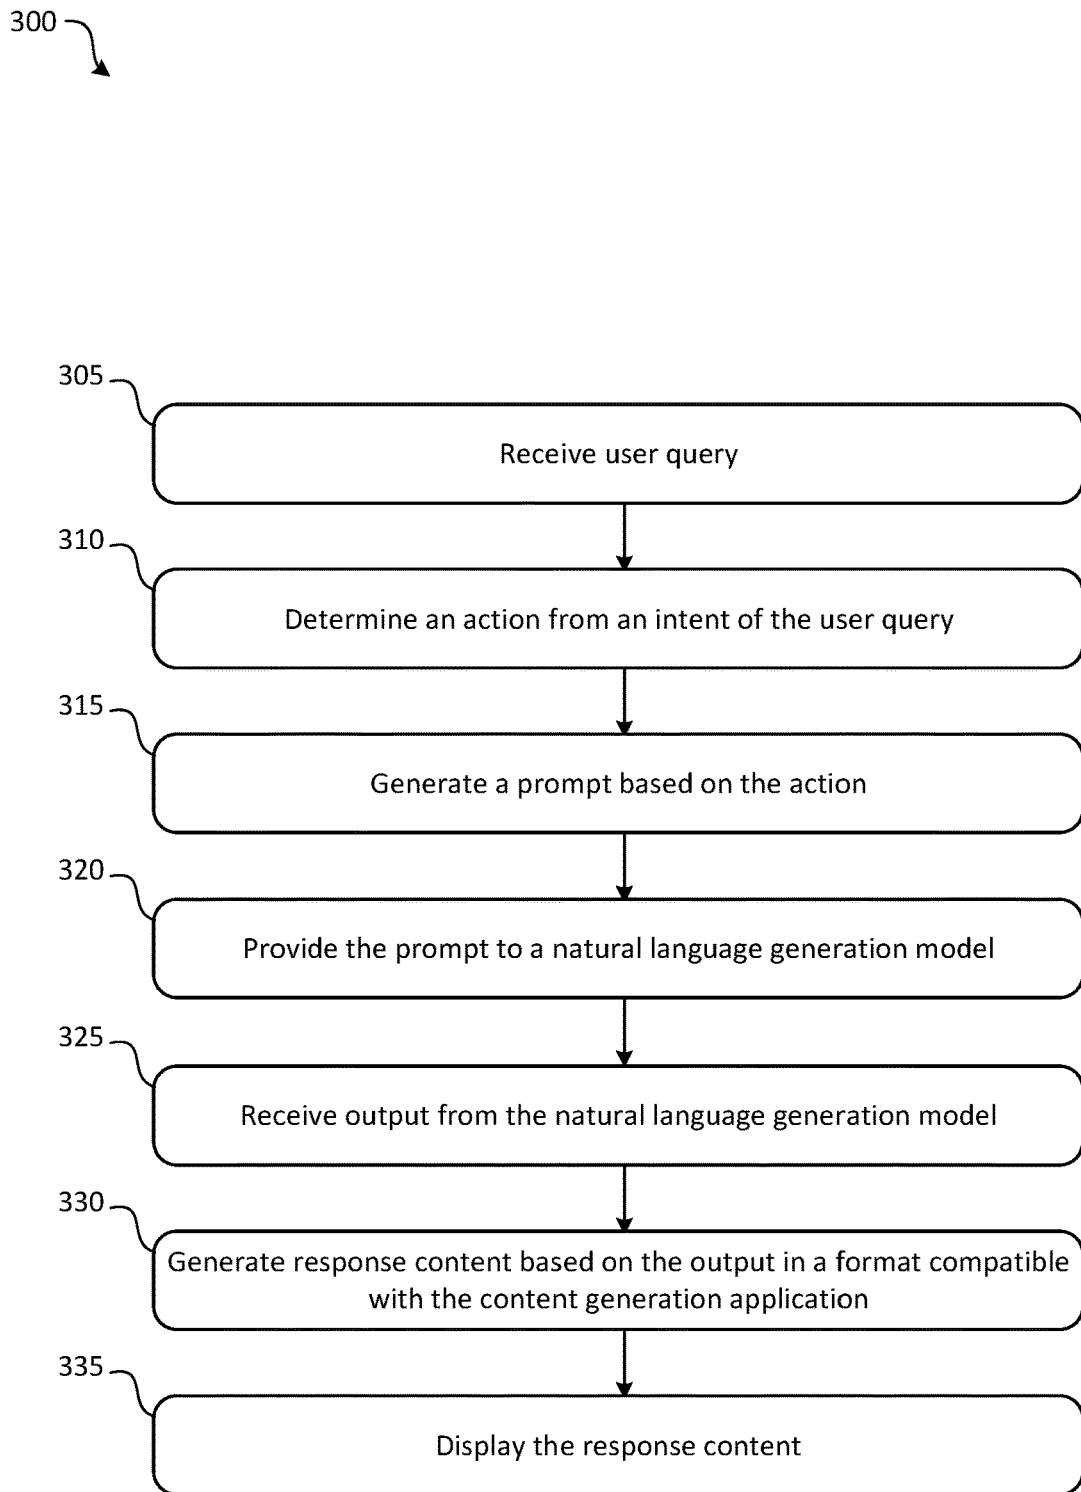 300
305
Receive user query
310
Determine an action from an intent of the user query
315
Generate a prompt based on the action
320
Provide the prompt to a natural language generation model
325
Receive output from the natural language generation model
330
Generate response content based on the output in a format compatible
with the content generation application
335
Display the response content